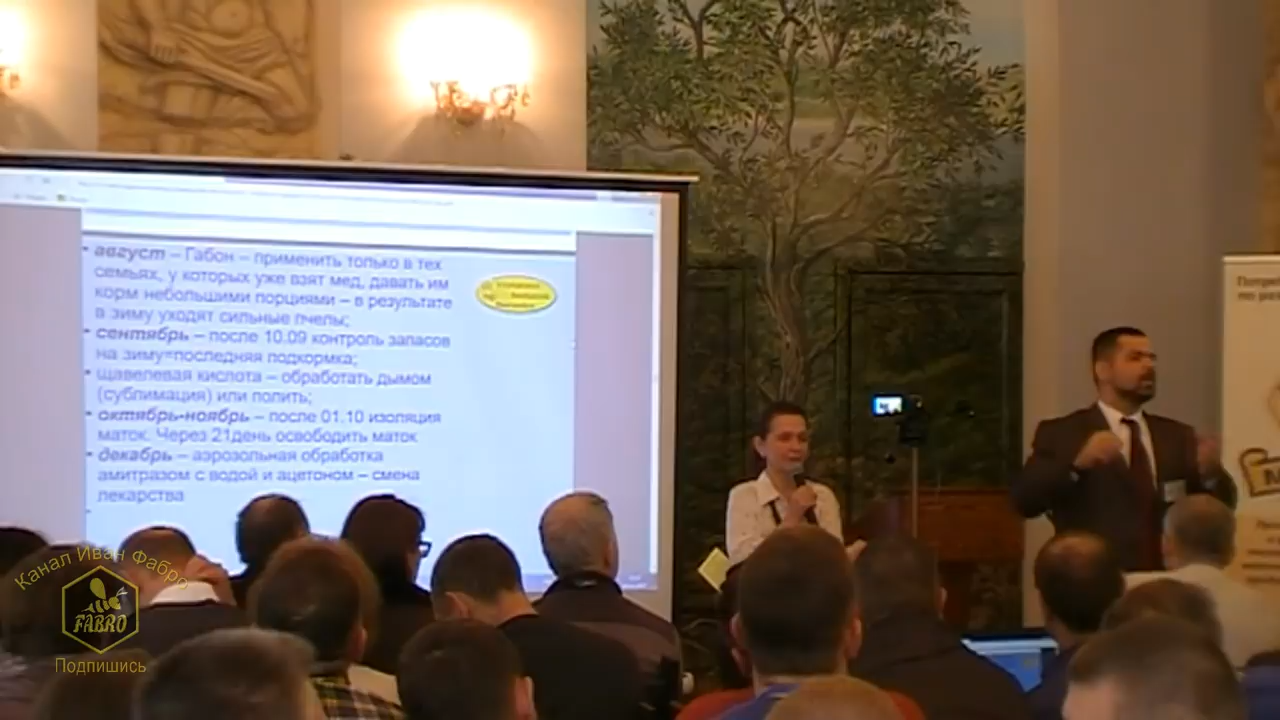 август – Габон – применить только в тех
семьях, у которых уже взят мед, давать им
корм небольшими порциями – в результате
в зиму уходят сильные пчелы;
сентябрь – после 10.09 контроль запасов
на зиму=последняя подкормка;
щавелевая кислота – обработать дымом
(сублимация) или полить;
октябрь-ноябрь – после 01.10 изоляция
маток. Через 21день освободить маток
декабрь – аэрозольная обработка
амитразом с водой и ацетоном – смена
лекарства
Канал Иван Фабро
FABRO
Подпишись